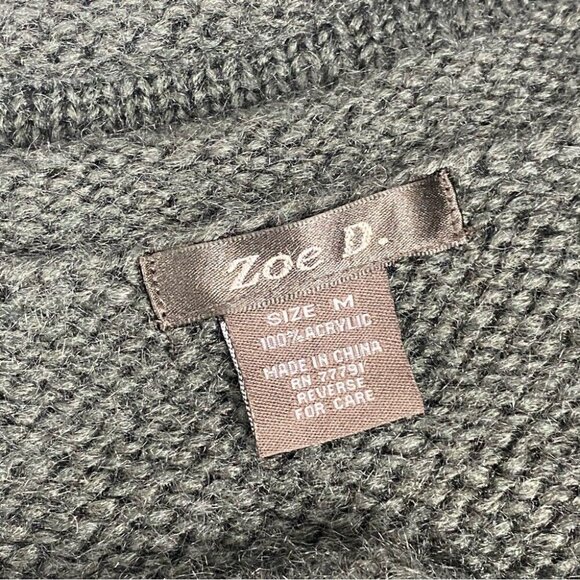 Zoe D.
SIZE M
100% ACRYLIC
MADE IN CHINA
RN 77791
REVERSE
FOR CARE